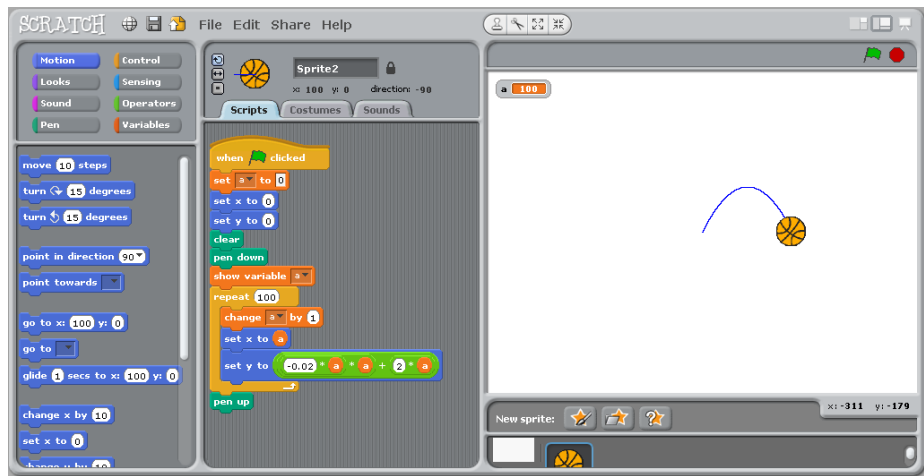 SCRATCH File Edit Share Help
Motion Control
Looks Sensing
Sound Operators
Pen Variables
move 10 steps
turn 15 degrees
turn 15 degrees
point in direction 90
point towards
go to x: 100 y: 0
go to
glide 1 secs to x: 100 y: 0
change x by 10
set x to 0
change y by 10
Sprite2
x: 100 y: 0 direction: -90
Scripts Costumes Sounds
when clicked
set a to 0
set x to 0
set y to 0
clear
pen down
show variable a
repeat 100
change a by 1
set x to a
set y to -0.02 * a * a + 2 * a
pen up
a 100
x: -311 y: -179
New sprite: